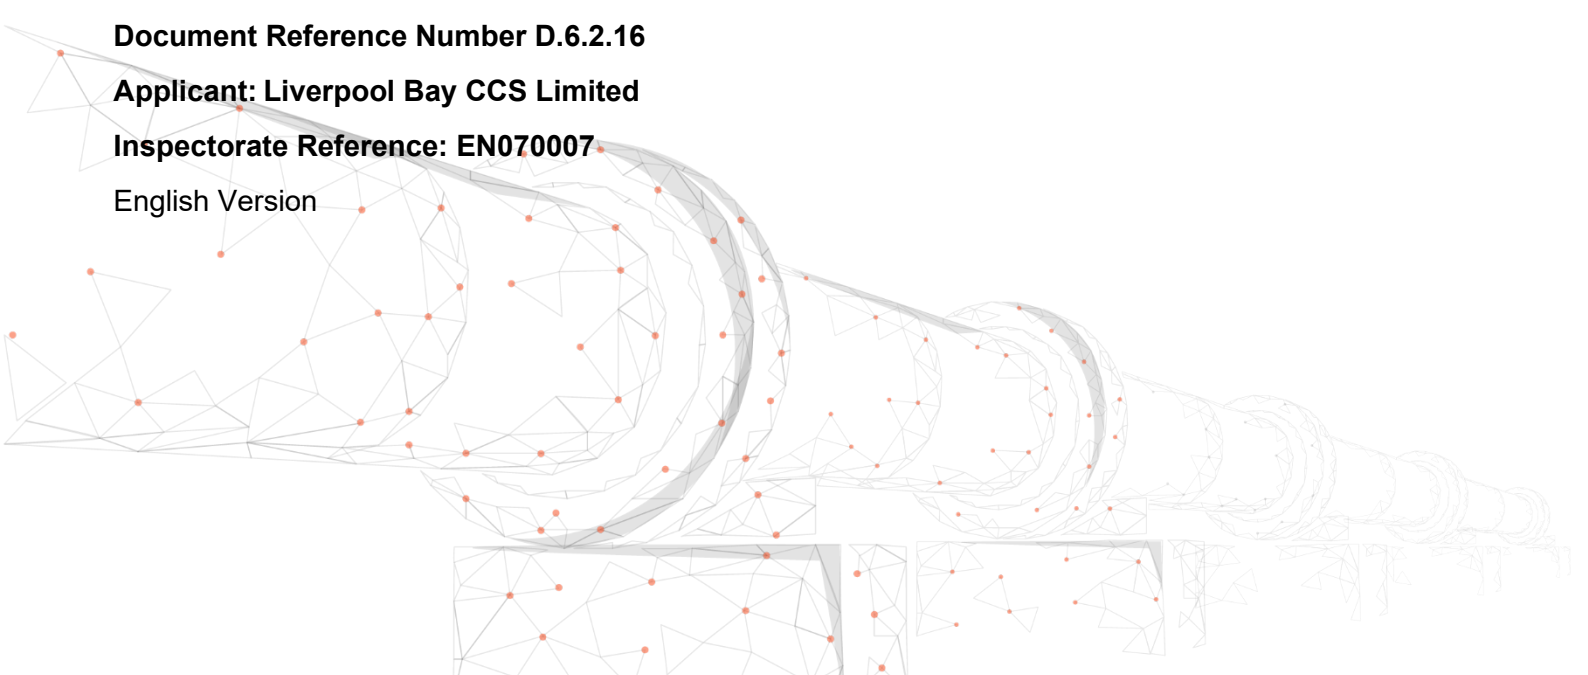 Document Reference Number D.6.2.16
Applicant: Liverpool Bay CCS Limited
Inspectorate Reference: EN070007
English Version